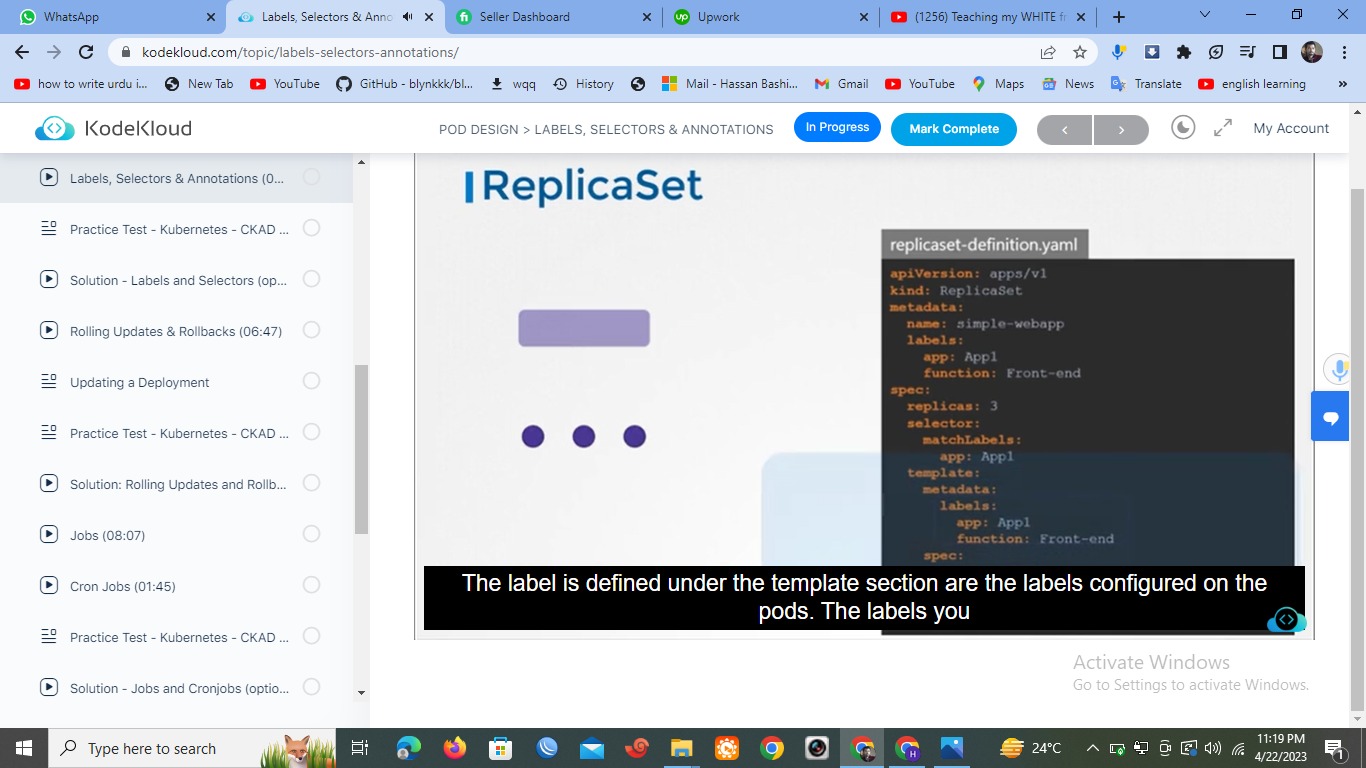 WhatsApp
Labels, Selectors & Anno
Seller Dashboard
Upwork
(1256) Teaching my WHITE fr
kodekloud.com/topic/labels-selectors-annotations/
how to write urdu i...
New Tab
YouTube
GitHub - blynkkk/bl...
wqq
History
Mail - Hassan Bashi...
Gmail
YouTube
Maps
News
Translate
english learning
»
KodeKloud
POD DESIGN > LABELS, SELECTORS & ANNOTATIONS
In Progress
Mark Complete
<
>
My Account
Labels, Selectors & Annotations (0...
Practice Test - Kubernetes - CKAD ...
Solution - Labels and Selectors (op...
Rolling Updates & Rollbacks (06:47)
Updating a Deployment
Practice Test - Kubernetes - CKAD ...
Solution: Rolling Updates and Rollb...
Jobs (08:07)
Cron Jobs (01:45)
Practice Test - Kubernetes - CKAD ...
Solution - Jobs and Cronjobs (optio...
ReplicaSet
replicaset-definition.yaml
apiVersion: apps/v1
kind: ReplicaSet
metadata:
name: simple-webapp
labels:
app: App1
function: Front-end
spec:
replicas: 3
selector:
matchLabels:
app: App1
template:
metadata:
labels:
app: App1
function: Front-end
spec:
The label is defined under the template section are the labels configured on the
pods. The labels you
Activate Windows
Go to Settings to activate Windows.
Type here to search
24°C
11:19 PM
4/22/2023
1